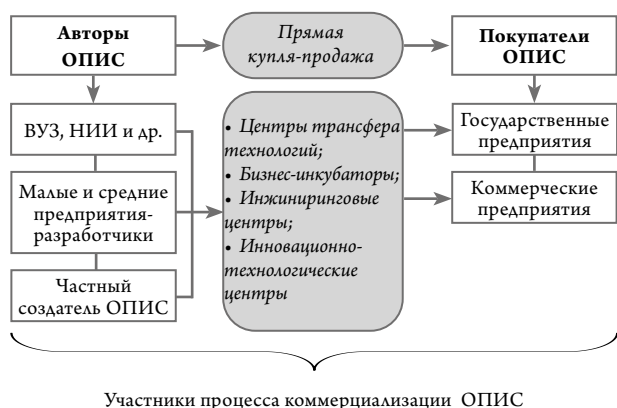 Авторы
ОПИС
Прямая
купля-продажа
Покупатели
ОПИС
ВУЗ, НИИ и др.
Малые и средние
предприятия-
разработчики
Частный
создатель ОПИС
• Центры трансфера
технологий;
• Бизнес-инкубаторы;
• Инжиниринговые
центры;
• Инновационно-
технологические
центры
Государственные
предприятия
Коммерческие
предприятия
Участники процесса коммерциализации ОПИС